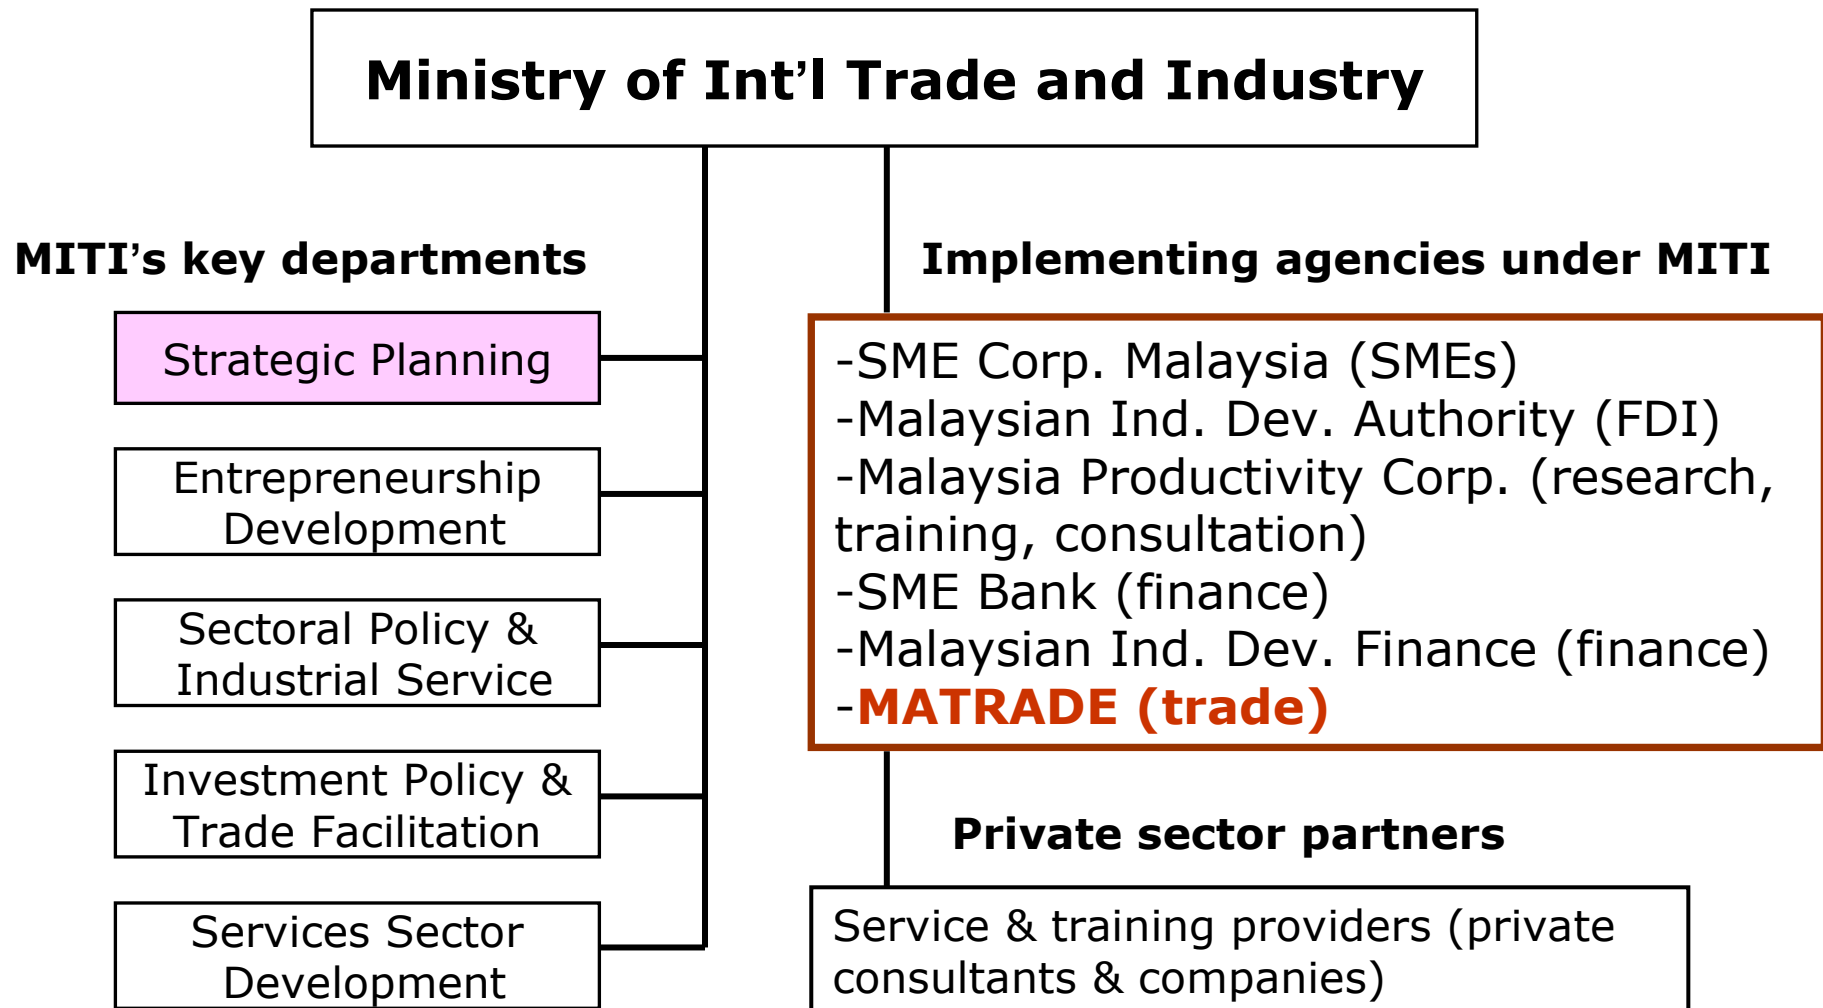 Ministry of Int’l Trade and Industry
MITI’s key departments
Strategic Planning
Entrepreneurship
Development
Sectoral Policy &
Industrial Service
Investment Policy &
Trade Facilitation
Services Sector
Development
Implementing agencies under MITI
-SME Corp. Malaysia (SMEs)
-Malaysian Ind. Dev. Authority (FDI)
-Malaysia Productivity Corp. (research,
training, consultation)
-SME Bank (finance)
-Malaysian Ind. Dev. Finance (finance)
-MATRADE (trade)
Private sector partners
Service & training providers (private
consultants & companies)